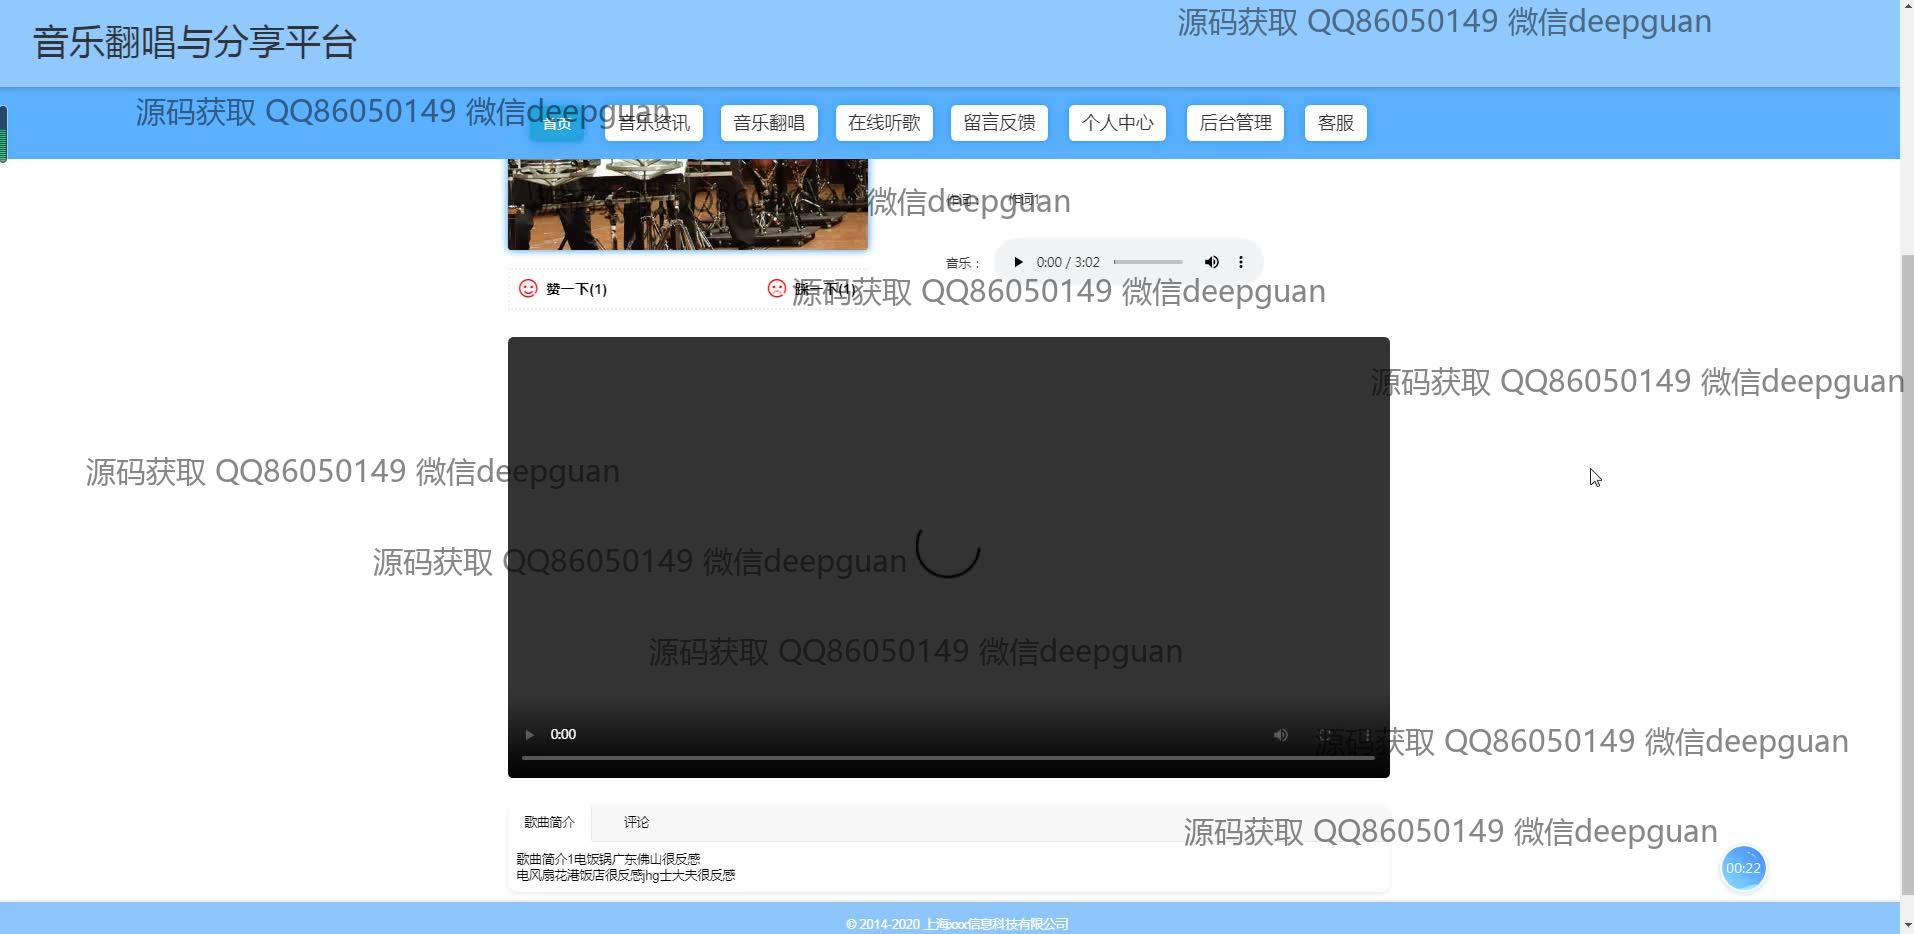 源码获取 QQ86050149 微信deepguan
音乐翻唱与分享平台
源码获取 QQ86050149 微信deepguan
首页 音乐资讯 音乐翻唱 在线听歌 留言反馈 个人中心 后台管理 客服
微信deepguan
作词： 作词1
音乐： 0:00 / 3:02
赞一下(1) 踩一下(1)
源码获取 QQ86050149 微信deepguan
源码获取 QQ86050149 微信deepguan
源码获取 QQ86050149 微信deepguan
源码获取 QQ86050149 微信deepguan
源码获取 QQ86050149 微信deepguan
0:00
源码获取 QQ86050149 微信deepguan
歌曲简介 评论
源码获取 QQ86050149 微信deepguan
歌曲简介1电饭锅广东佛山很反感
电风扇花港饭店很反感jhg士大夫很反感
00:22
© 2014-2020 上海xxx信息科技有限公司